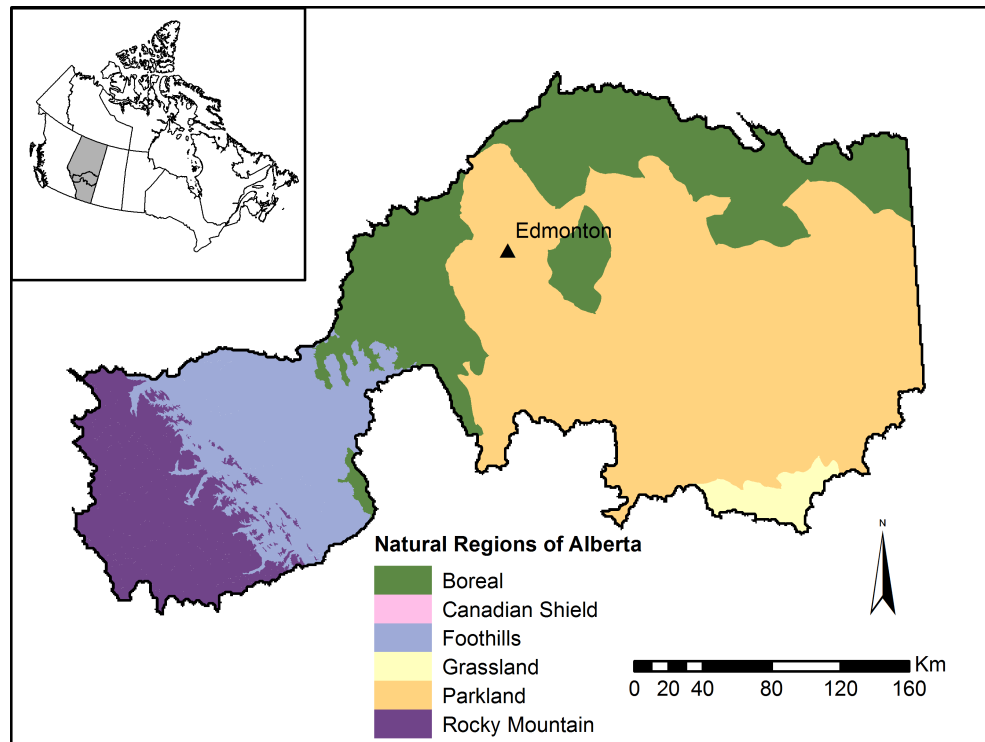 Edmonton
Natural Regions of Alberta
Boreal
Canadian Shield
Foothills
Grassland
Parkland
Rocky Mountain
N
Km
0 20 40 80 120 160